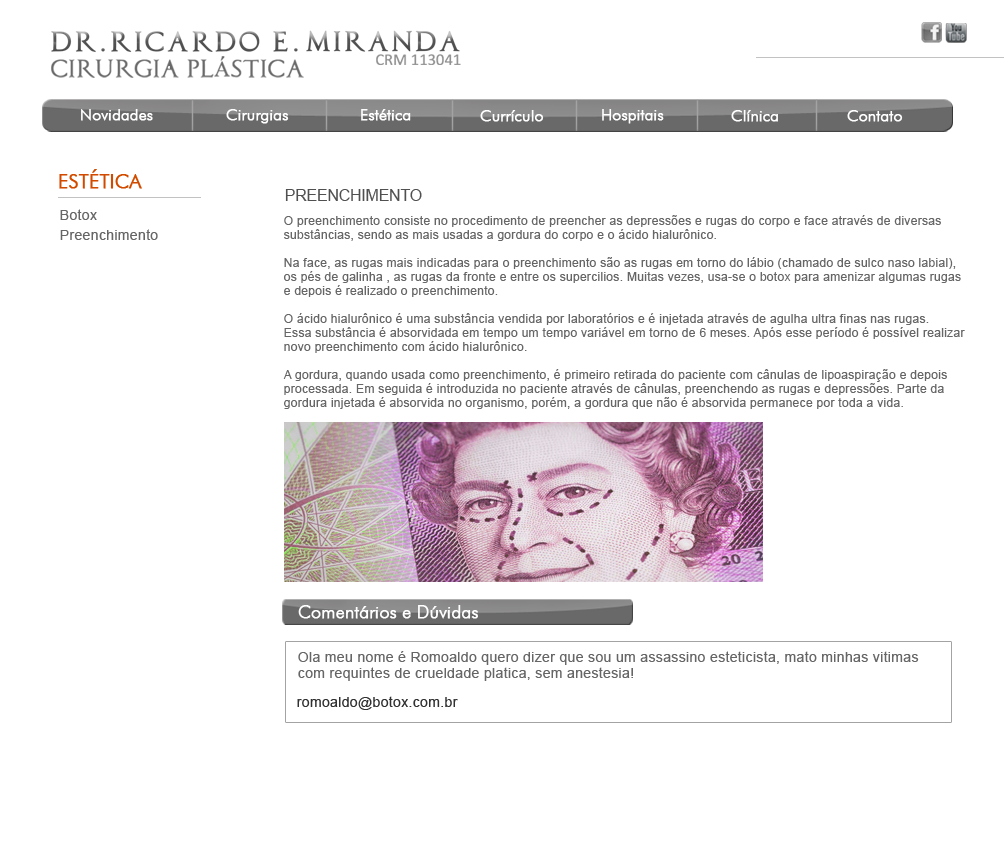 DR. RICARDO E. MIRANDA
CIRURGIA PLÁSTICA
CRM 113041
You Tube
Novidades Cirurgias Estética Currículo Hospitais Clínica Contato
ESTÉTICA
Botox
Preenchimento
PREENCHIMENTO
O preenchimento consiste no procedimento de preencher as depressões e rugas do corpo e face através de diversas
substâncias, sendo as mais usadas a gordura do corpo e o ácido hialurônico.
Na face, as rugas mais indicadas para o preenchimento são as rugas em torno do lábio (chamado de sulco naso labial),
os pés de galinha , as rugas da fronte e entre os supercilios. Muitas vezes, usa-se o botox para amenizar algumas rugas
e depois é realizado o preenchimento.
O ácido hialurônico é uma substância vendida por laboratórios e é injetada através de agulha ultra finas nas rugas.
Essa substância é absorvidada em tempo um tempo variável em torno de 6 meses. Após esse período é possível realizar
novo preenchimento com ácido hialurônico.
A gordura, quando usada como preenchimento, é primeiro retirada do paciente com cânulas de lipoaspiração e depois
processada. Em seguida é introduzida no paciente através de cânulas, preenchendo as rugas e depressões. Parte da
gordura injetada é absorvida no organismo, porém, a gordura que não é absorvida permanece por toda a vida.
20
Comentários e Dúvidas
Ola meu nome é Romoaldo quero dizer que sou um assassino esteticista, mato minhas vitimas
com requintes de crueldade platica, sem anestesia!
romoaldo@botox.com.br